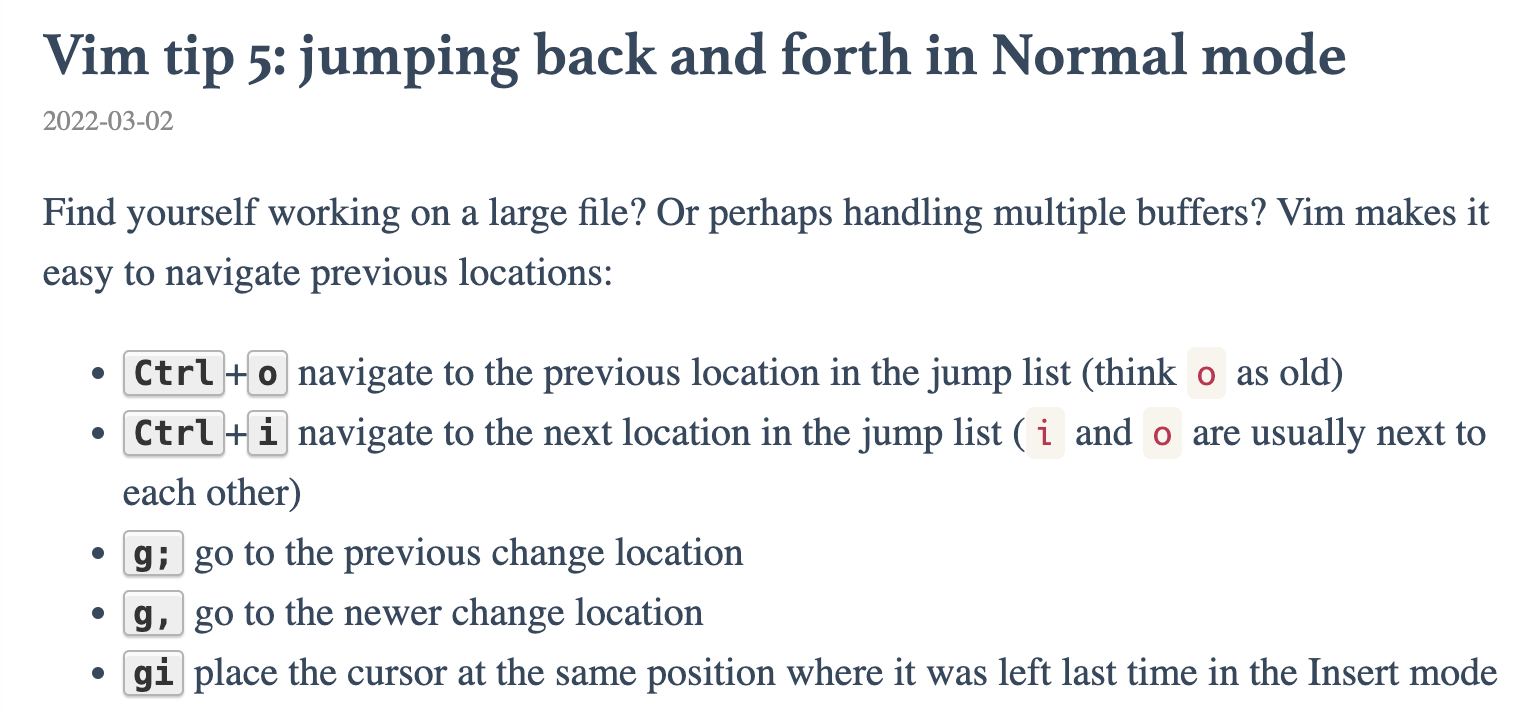 Vim tip 5: jumping back and forth in Normal mode
2022-03-02
Find yourself working on a large file? Or perhaps handling multiple buffers? Vim makes it
easy to navigate previous locations:
• Ctrl+o navigate to the previous location in the jump list (think o as old)
• Ctrl+i navigate to the next location in the jump list (i and o are usually next to
each other)
• g; go to the previous change location
• g, go to the newer change location
• gi place the cursor at the same position where it was left last time in the Insert mode